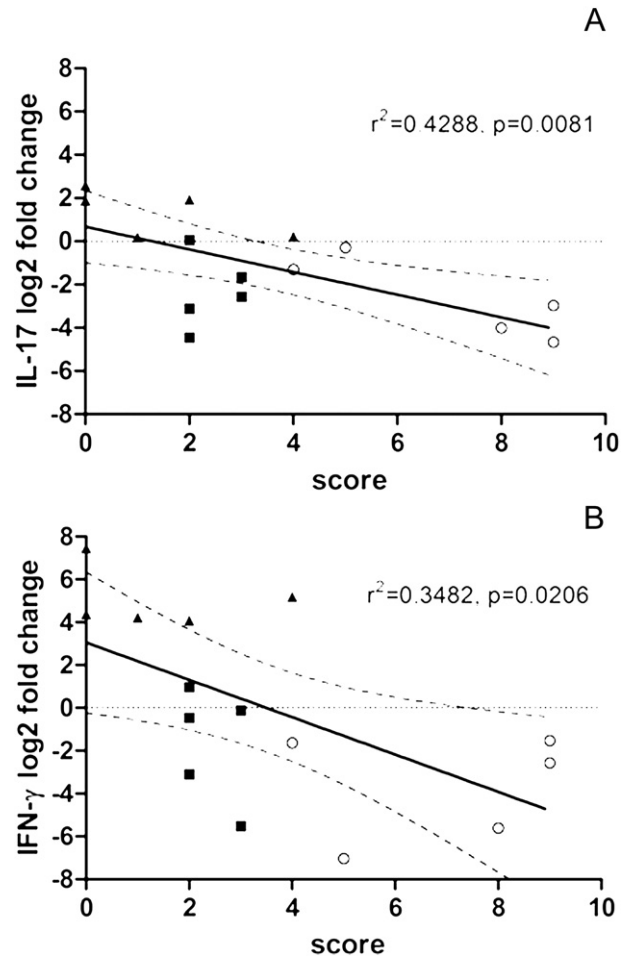 A
8
6
4
2
0
-2
-4
-6
-8
IL-17 log2 fold change
r²=0.4288, p=0.0081
0 2 4 6 8 10
score
B
8
6
4
2
0
-2
-4
-6
-8
IFN-γ log2 fold change
r²=0.3482, p=0.0206
0 2 4 6 8 10
score